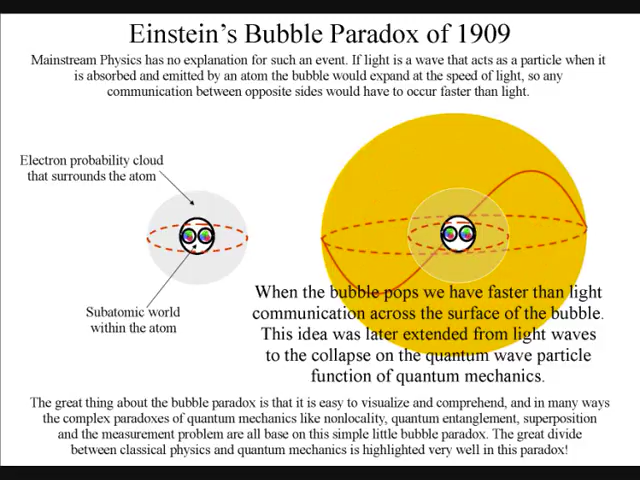 Einstein's Bubble Paradox of 1909
Mainstream Physics has no explanation for such an event. If light is a wave that acts as a particle when it
is absorbed and emitted by an atom the bubble would expand at the speed of light, so any
communication between opposite sides would have to occur faster than light.
Electron probability cloud
that surrounds the atom
Subatomic world
within the atom
When the bubble pops we have faster than light
communication across the surface of the bubble.
This idea was later extended from light waves
to the collapse on the quantum wave particle
function of quantum mechanics.
The great thing about the bubble paradox is that it is easy to visualize and comprehend, and in many ways
the complex paradoxes of quantum mechanics like nonlocality, quantum entanglement, superposition
and the measurement problem are all base on this simple little bubble paradox. The great divide
between classical physics and quantum mechanics is highlighted very well in this paradox!